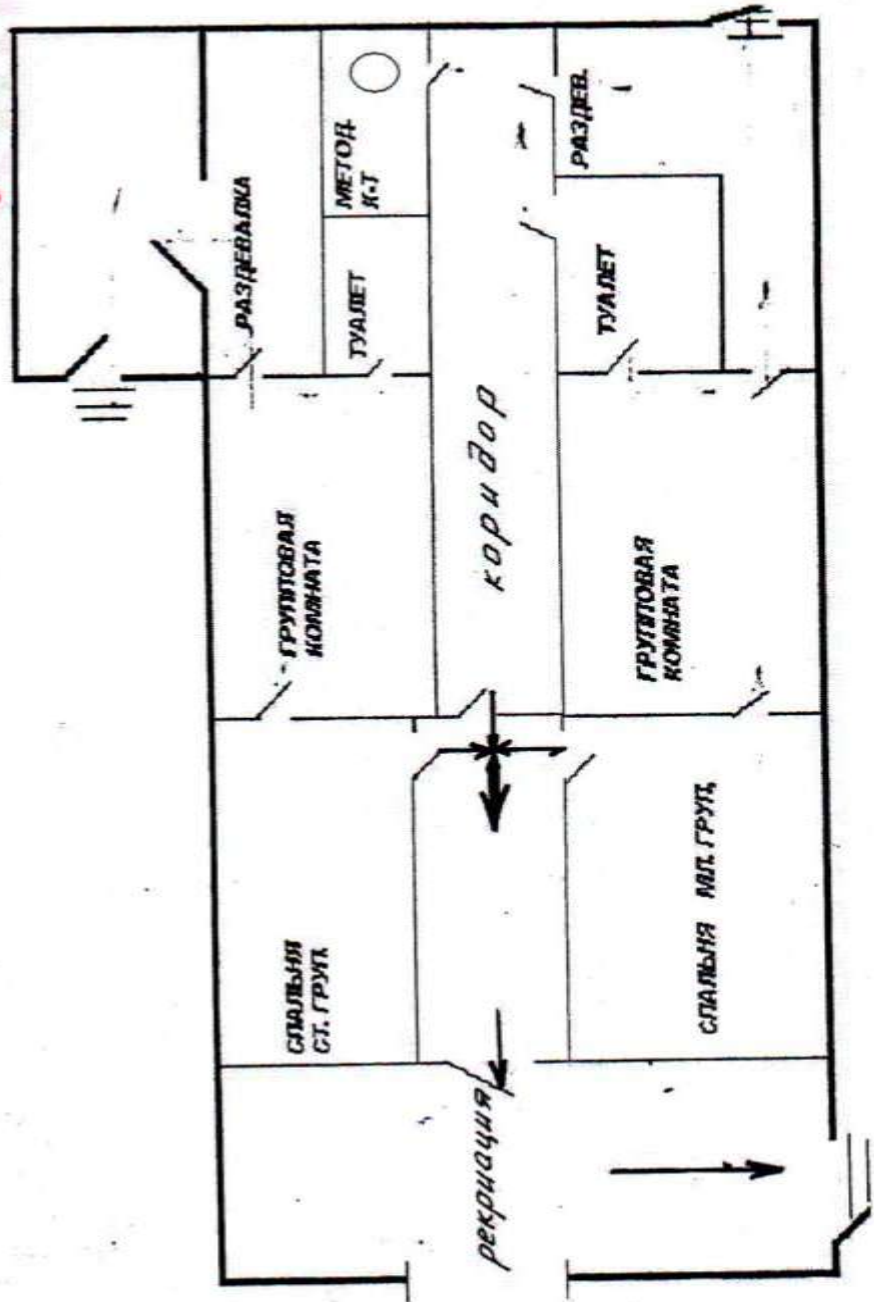 СПАЛЬНЯ
СТ. ГРУП.
ГРУППОВАЯ
КОМНАТА
РАЗДЕВАЛКА
ТУАЛЕТ
МЕТОД.
К-Т
рекриация
коридор
СПАЛЬНЯ МЛ. ГРУП.
ГРУППОВАЯ
КОМНАТА
ТУАЛЕТ
РАЗДЕВ.